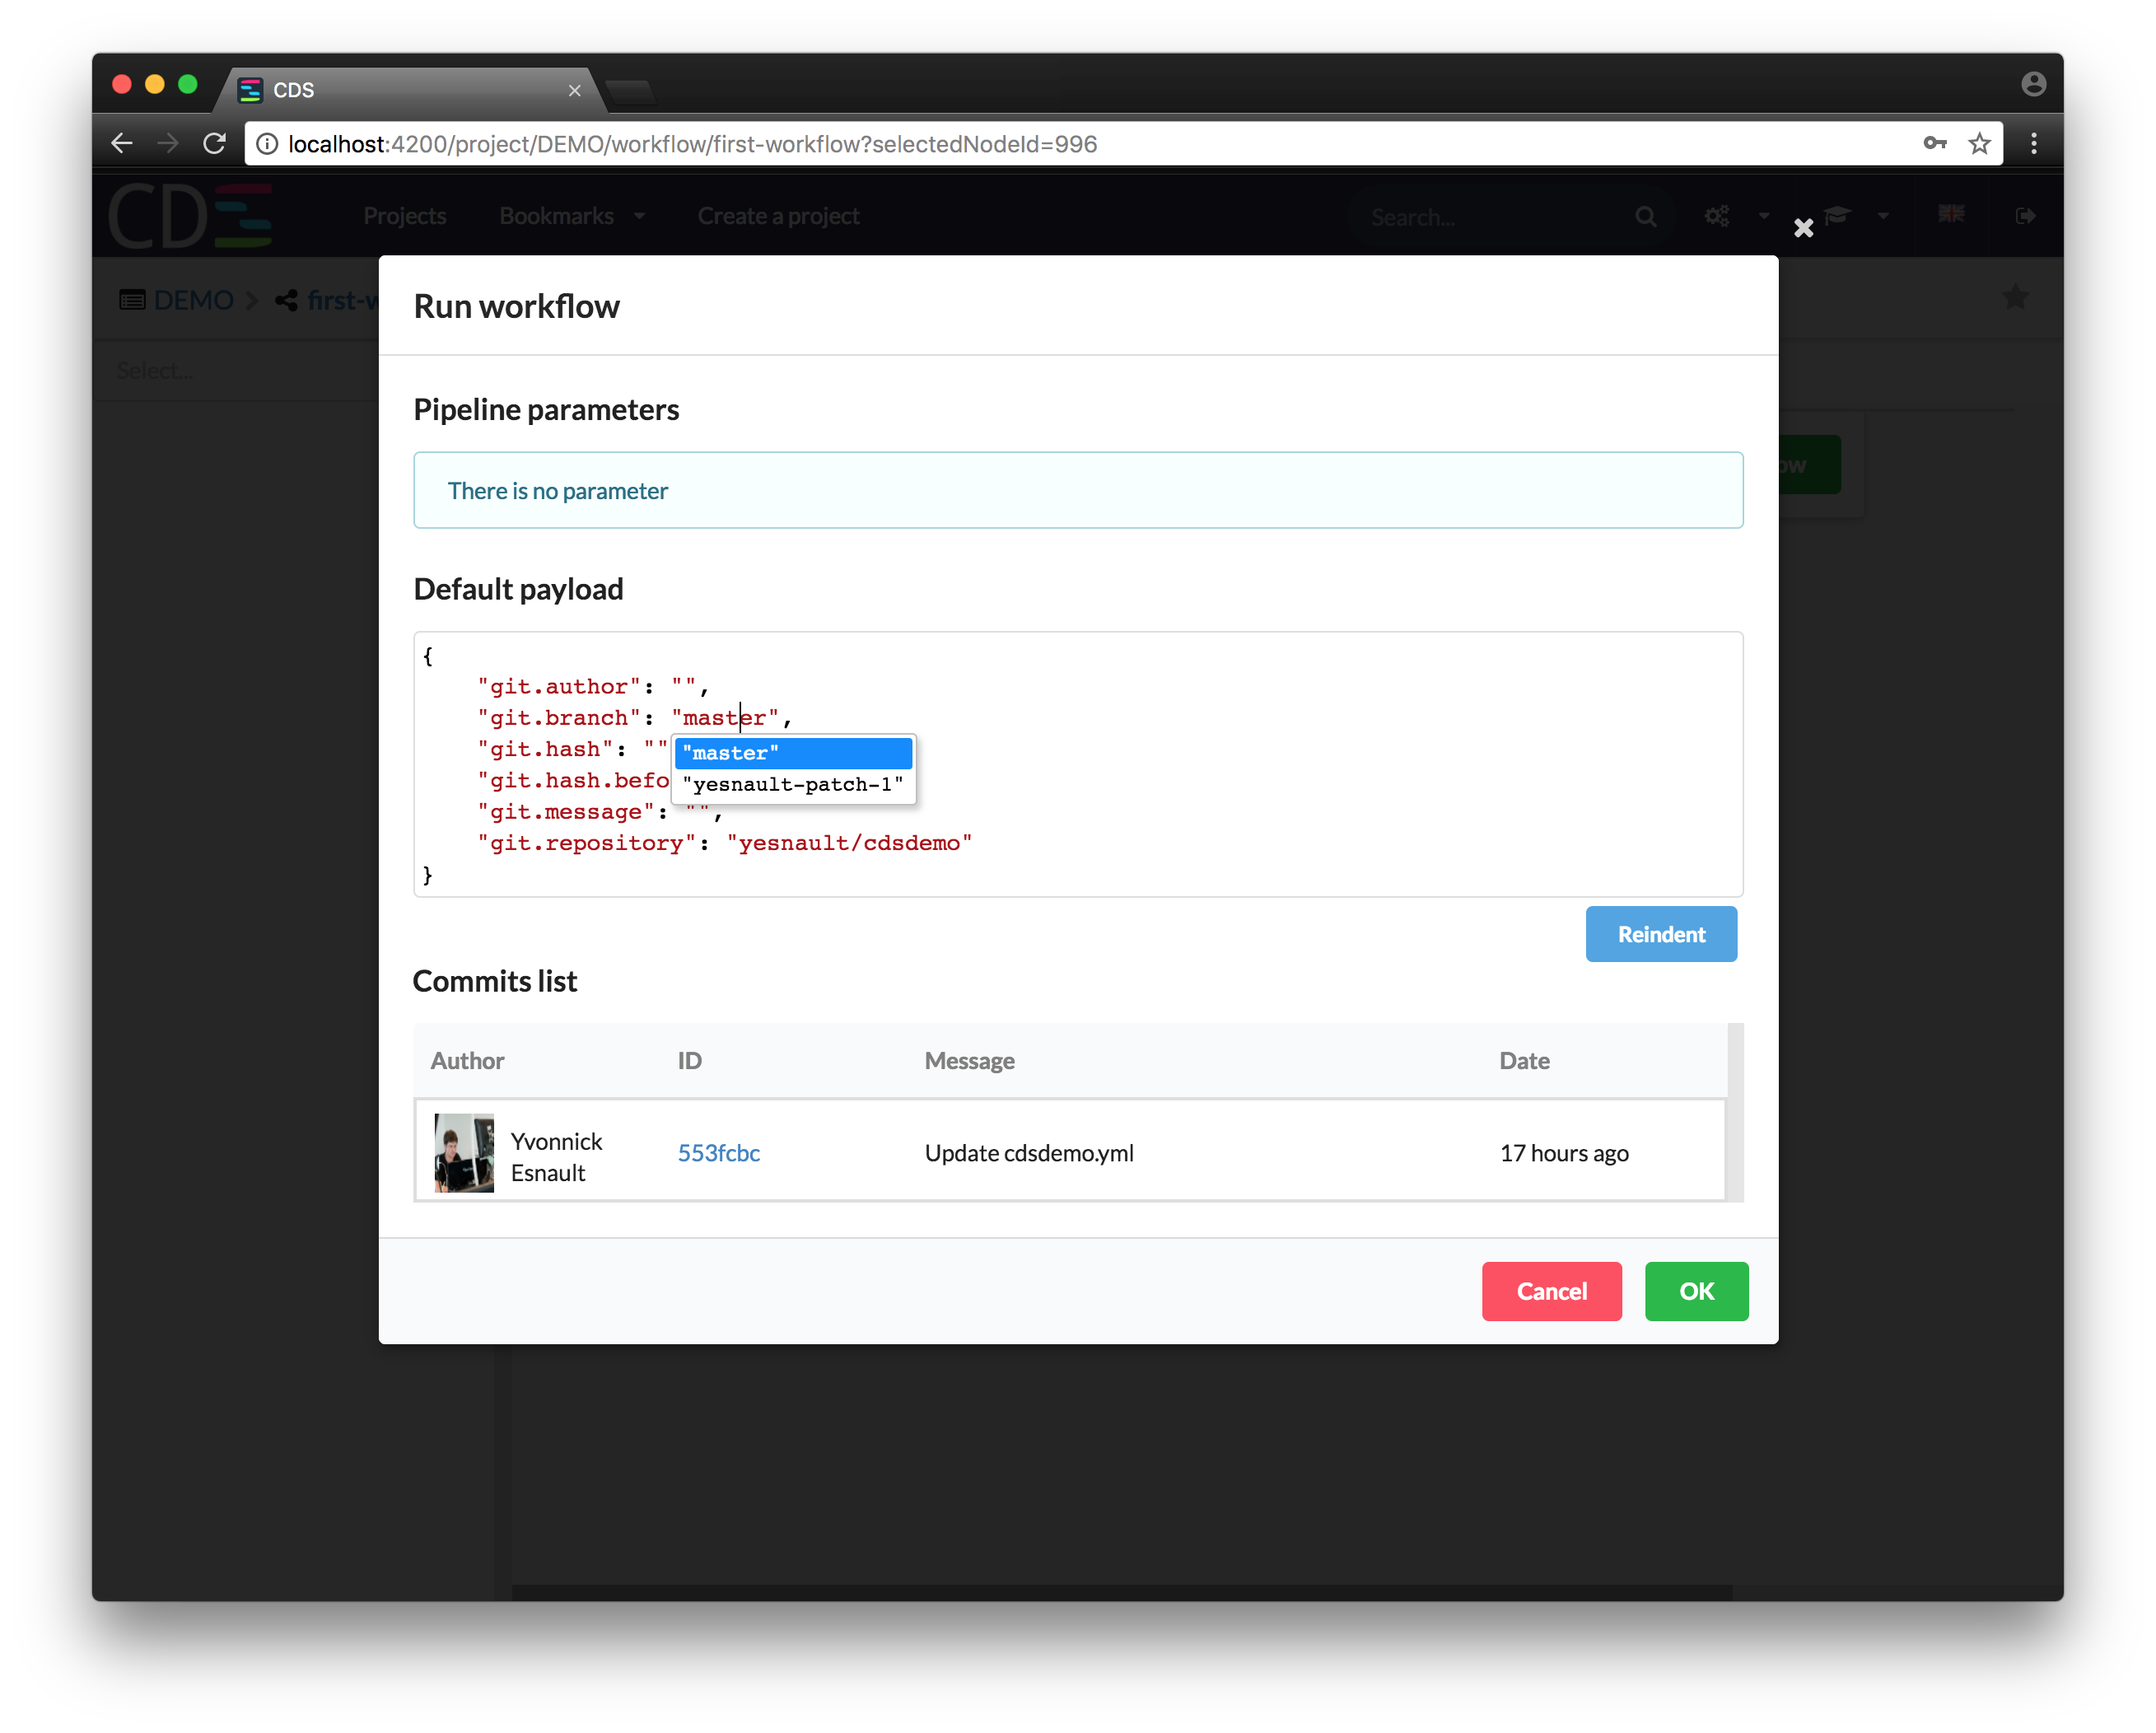 CDS
localhost:4200/project/DEMO/workflow/first-workflow?selectedNodeId=996
CDS
Projects
Bookmarks
Create a project
Search...
DEMO
first-w
Select...
ow
Run workflow
Pipeline parameters
There is no parameter
Default payload
{
"git.author": "",
"git.branch": "master",
"git.hash": ""
"master"
"git.hash.befo
"yesnault-patch-1"
"git.message": "",
"git.repository": "yesnault/cdsdemo"
}
Reindent
Commits list
Author ID Message Date
Yvonnick
Esnault
553fcbc
Update cdsdemo.yml
17 hours ago
Cancel
OK